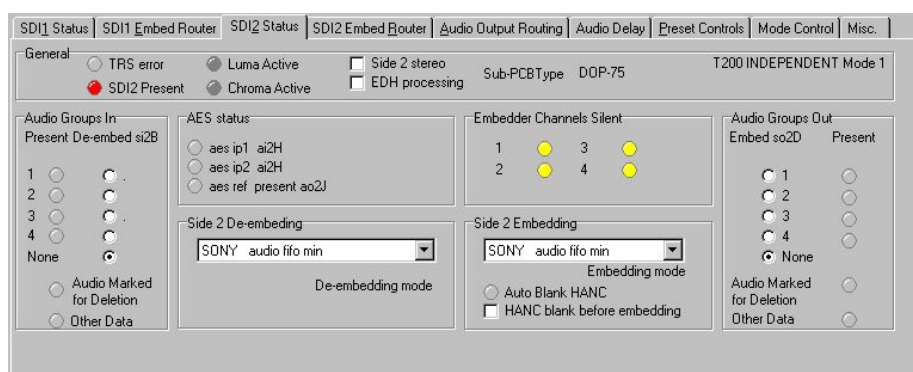 SDI1 Status SDI1 Embed Router SDI2 Status SDI2 Embed Router Audio Output Routing Audio Delay Preset Controls Mode Control Misc.
General
TRS error Luma Active Side 2 stereo Sub-PCBType DOP-75 T200 INDEPENDENT Mode 1
SDI2 Present Chroma Active EDH processing
Audio Groups In
Present De-embed si2B
1 .
2
3 .
4
None
Audio Marked
for Deletion
Other Data
AES status
aes ip1 ai2H
aes ip2 ai2H
aes ref present ao2J
Side 2 De-embeding
SONY audio fifo min
De-embedding mode
Embedder Channels Silent
1 3
2 4
Side 2 Embedding
SONY audio fifo min
Embedding mode
Auto Blank HANC
HANC blank before embedding
Audio Groups Out
Embed so2D Present
1
2
3
4
None
Audio Marked
for Deletion
Other Data